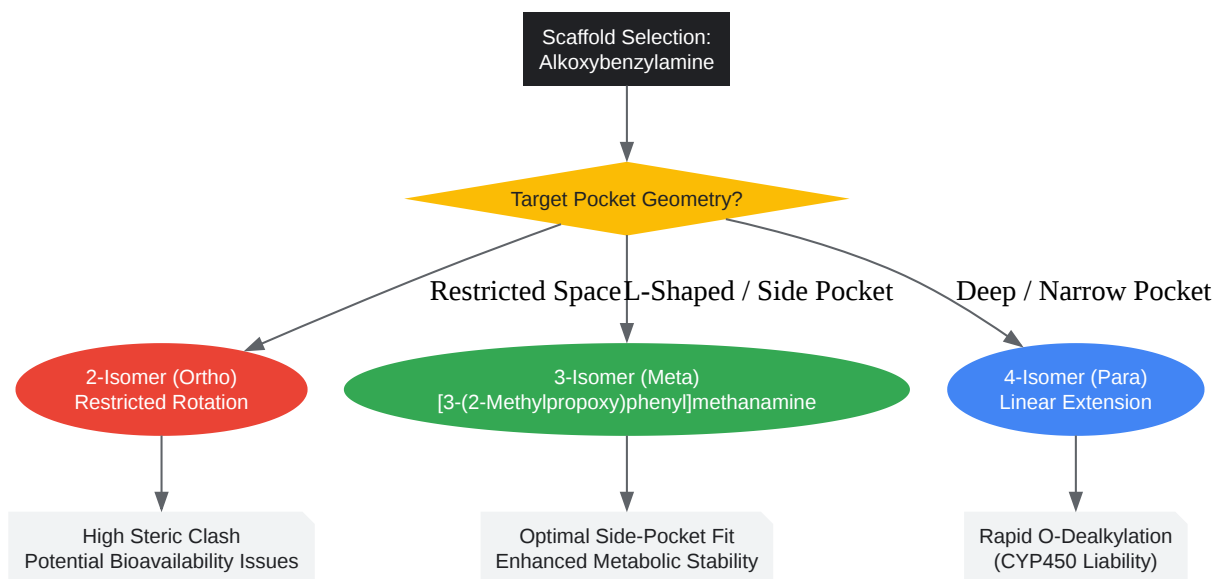 Scaffold Selection:
Alkoxybenzylamine
Target Pocket Geometry?
Restricted Space
L-Shaped / Side Pocket
Deep / Narrow Pocket
2-Isomer (Ortho)
Restricted Rotation
3-Isomer (Meta)
[3-(2-Methylpropoxy)phenyl]methanamine
4-Isomer (Para)
Linear Extension
High Steric Clash
Potential Bioavailability Issues
Optimal Side-Pocket Fit
Enhanced Metabolic Stability
Rapid O-Dealkylation
(CYP450 Liability)